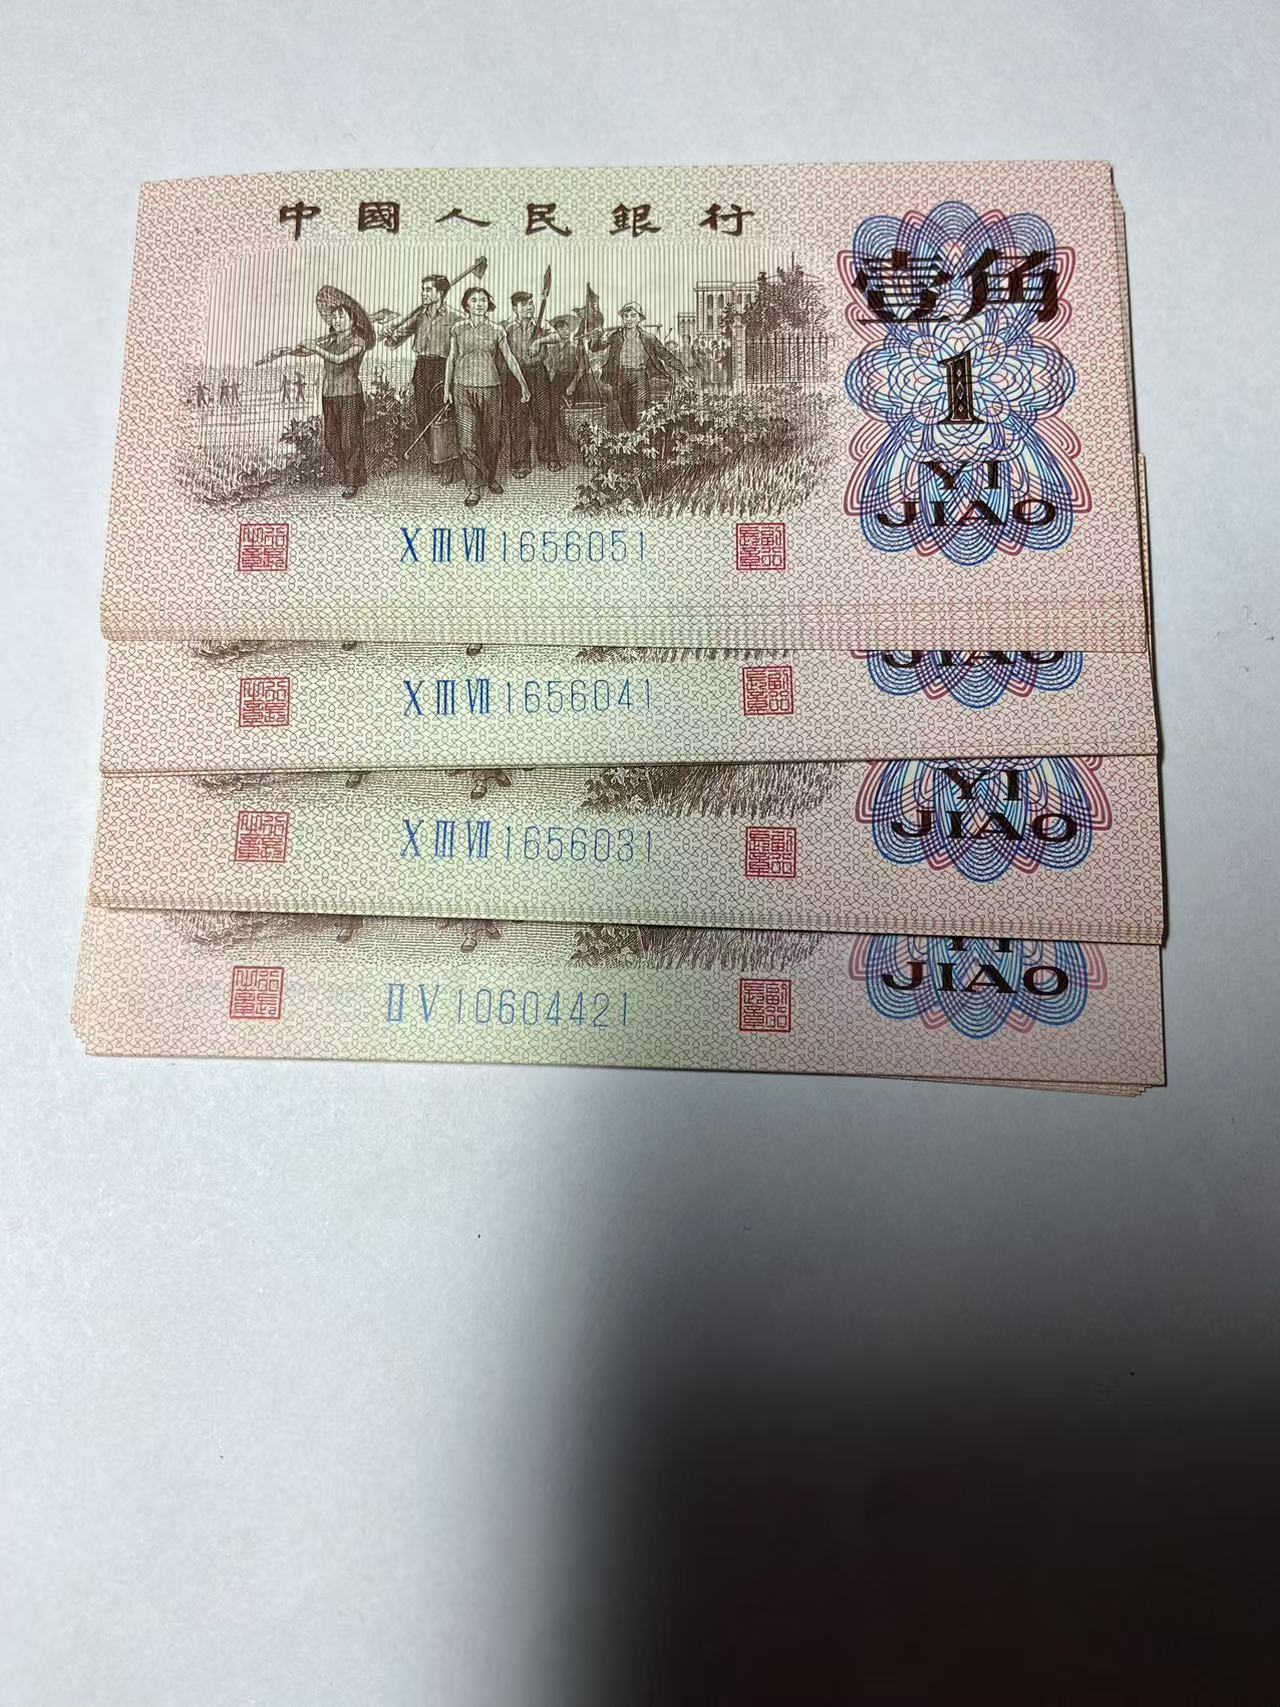 中國人民銀行
壹角
1
YI
JIAO
X III VII 1656051
JIAO
X III VII 1656041
YI
JIAO
X III VII 1656031
YI
JIAO
II V 10604421